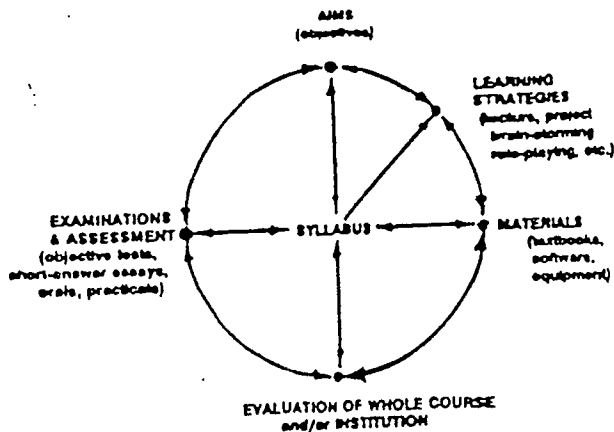 AIMS
(objectives)
LEARNING
STRATEGIES
(lecture, project
brain-storming
role-playing, etc.)
EXAMINATIONS
& ASSESSMENT
(objective tests,
short-answer essays,
orals, practicals)
SYLLABUS
MATERIALS
(textbooks,
software,
equipment)
EVALUATION OF WHOLE COURSE
and/or INSTITUTION